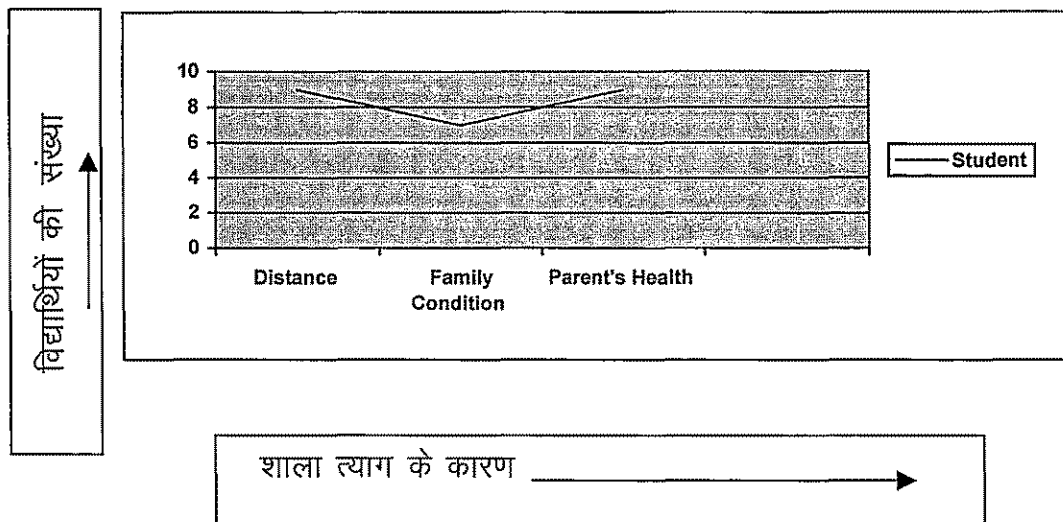 विद्यार्थियों की संख्या
10
8
6
4
2
0
Distance
Family
Condition
Parent's Health
Student
शाला त्याग के कारण